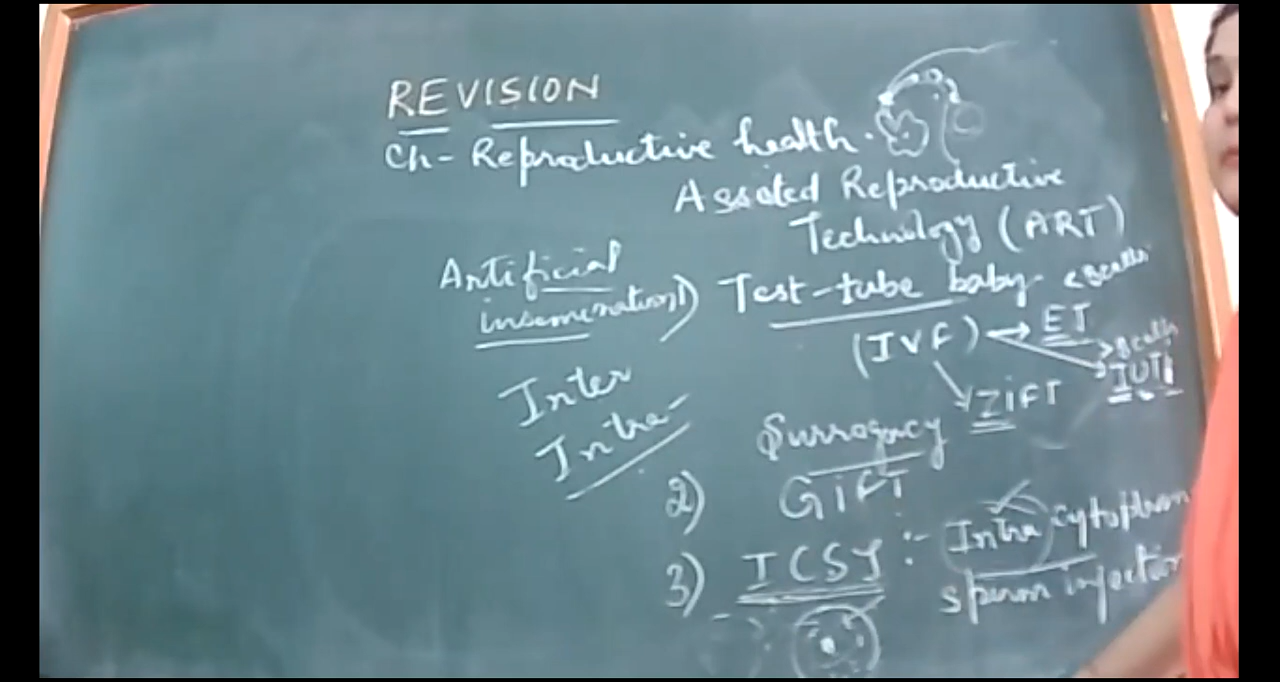 REVISION
Ch- Reproductive health.
Assisted Reproductive
Technology (ART)
Artificial
insemination
1) Test-tube baby
(IVF) → ET
IUT
ZIFT
Inter
Intra-
Surrogacy
2) GIFT
3) ICSI :- Intra cytoplasm
sperm injection